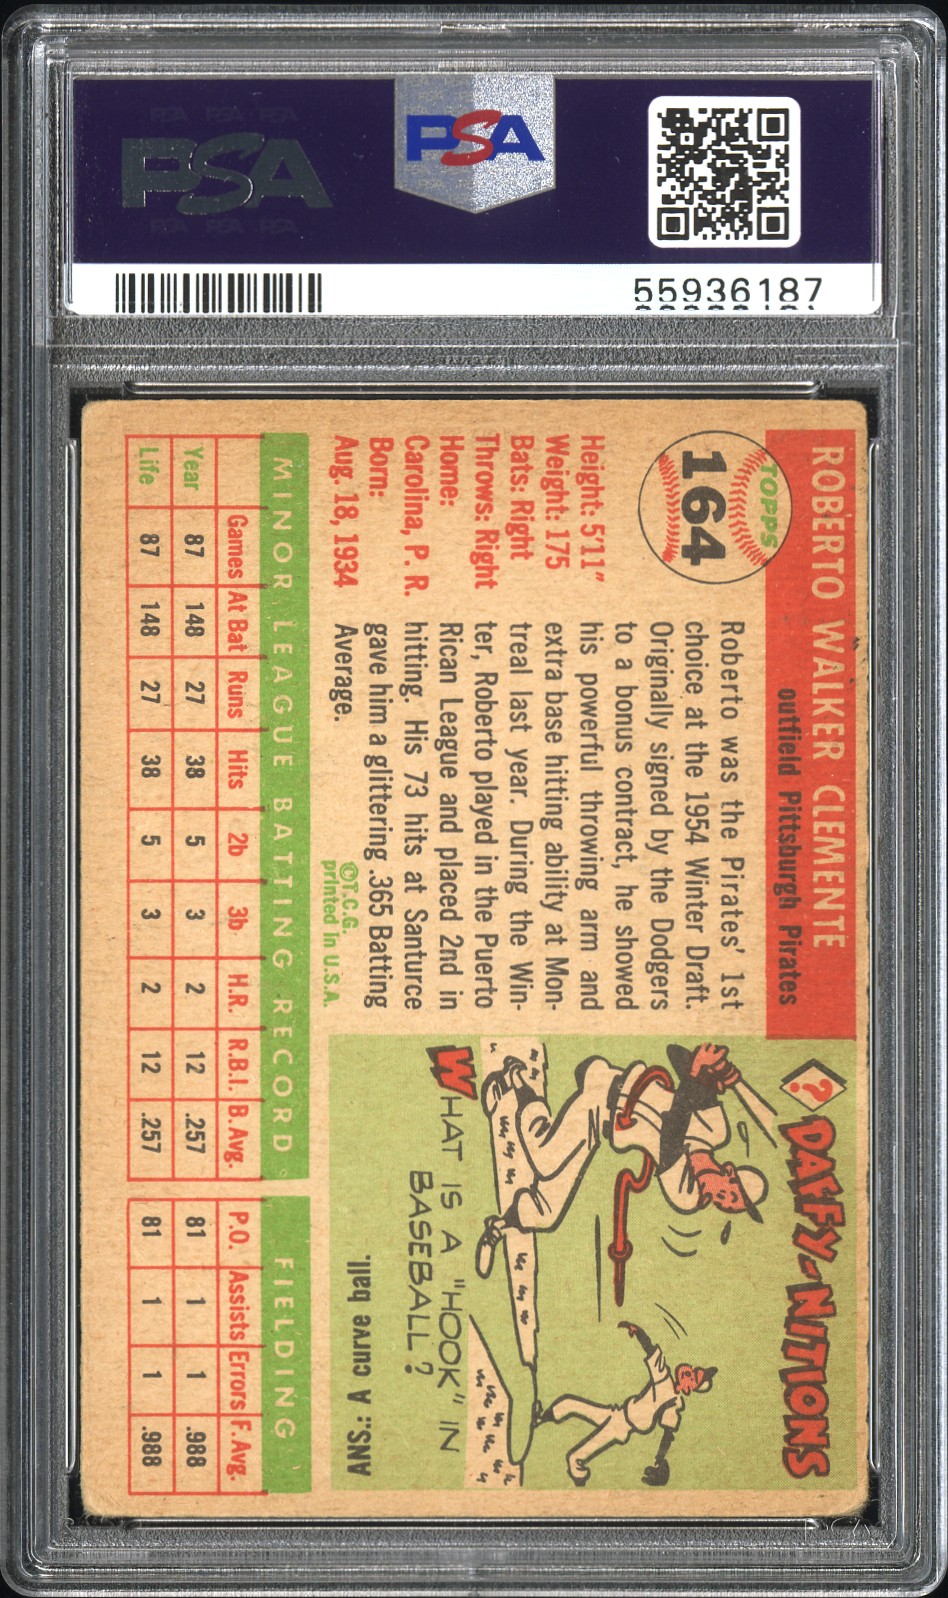 PSA
PSA
55936187
TOPPS
164
ROBERTO WALKER CLEMENTE
outfield Pittsburgh Pirates
Height: 5'11"
Weight: 175
Bats: Right
Throws: Right
Home:
Carolina, P. R.
Born:
Aug. 18, 1934
Roberto was the Pirates' 1st
choice at the 1954 Winter Draft.
Originally signed by the Dodgers
to a bonus contract, he showed
his powerful throwing arm and
extra base hitting ability at Mon-
treal last year. During the Win-
ter, Roberto played in the Puerto
Rican League and placed 2nd in
hitting. His 73 hits at Santurce
gave him a glittering .365 Batting
Average.
©T.C.G.
printed in U.S.A.
? DAFFY-NITIONS
WHAT IS A "HOOK" IN
BASEBALL?
ANS: A curve ball.
MINOR LEAGUE BATTING RECORD FIELDING
Games At Bat Runs Hits 2b 3b H.R. R.B.I. B. Avg. P.O. Assists Errors F. Avg.
Year 87 148 27 38 5 3 2 12 .257 81 1 1 .988
Life 87 148 27 38 5 3 2 12 .257 81 1 1 .988